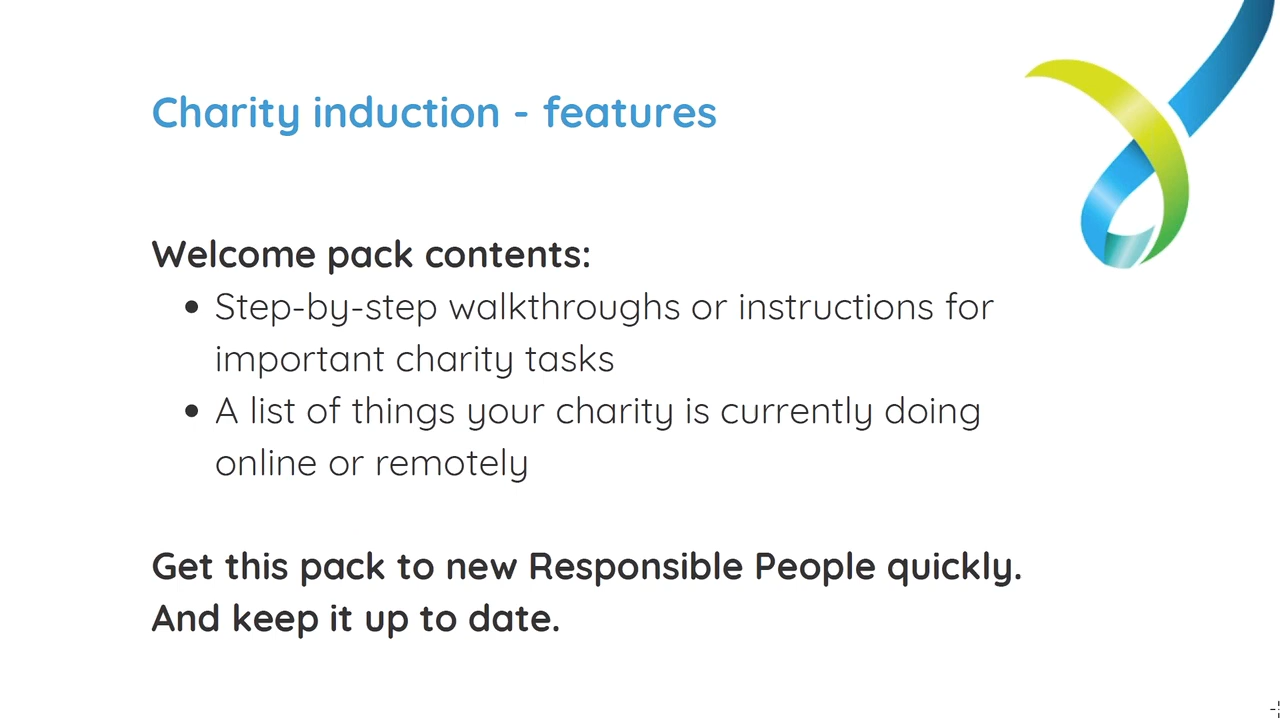 Charity induction - features
Welcome pack contents:
• Step-by-step walkthroughs or instructions for
important charity tasks
• A list of things your charity is currently doing
online or remotely
Get this pack to new Responsible People quickly.
And keep it up to date.